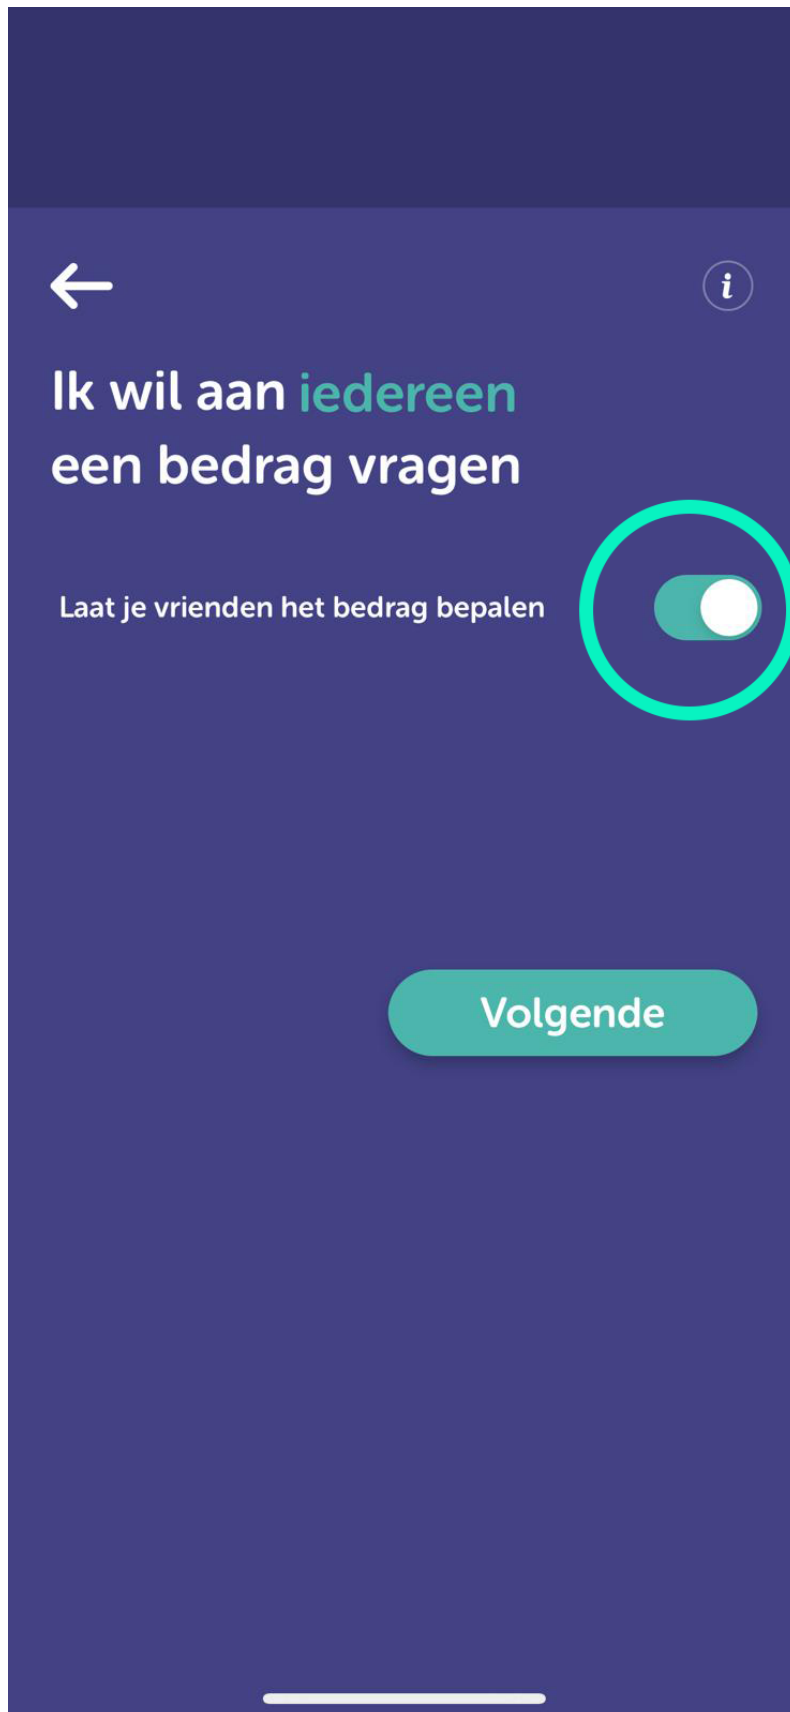 i
Ik wil aan iedereen
een bedrag vragen
Laat je vrienden het bedrag bepalen
Volgende